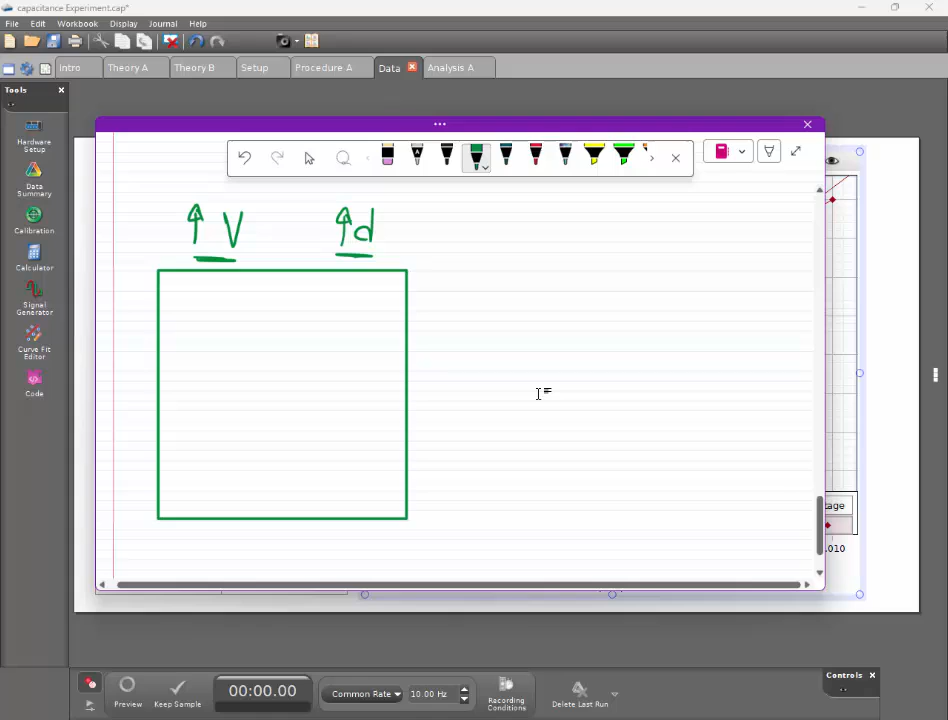 capacitance Experiment.cap*
File Edit Workbook Display Journal Help
Intro Theory A Theory B Setup Procedure A Data Analysis A
Tools
Hardware
Setup
Data
Summary
Calibration
Calculator
Signal
Generator
Curve Fit
Editor
Code
↑ V ↑ d
tage
.010
Preview
Keep Sample
00:00.00
Common Rate
10.00 Hz
Recording
Conditions
Delete Last Run
Controls